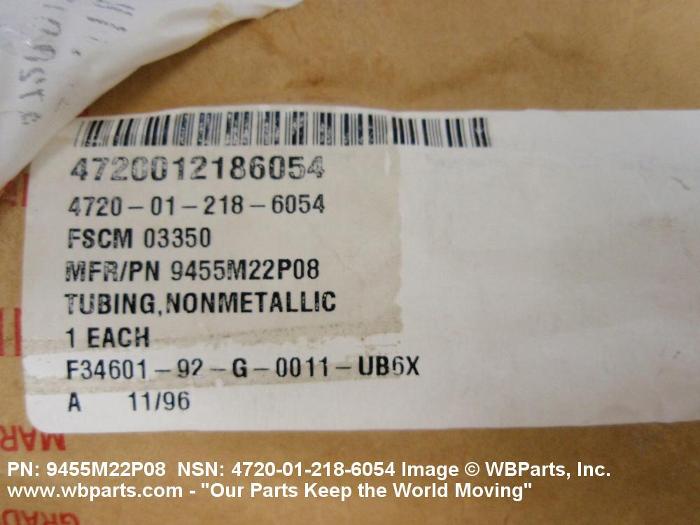 4720012186054
4720-01-218-6054
FSCM 03350
MFR/PN 9455M22P08
TUBING,NONMETALLIC
1 EACH
F34601-92-G-0011-UB6X
A 11/96
MAR
GRAD
PN: 9455M22P08 NSN: 4720-01-218-6054 Image © WBParts, Inc.
www.wbparts.com - "Our Parts Keep the World Moving"